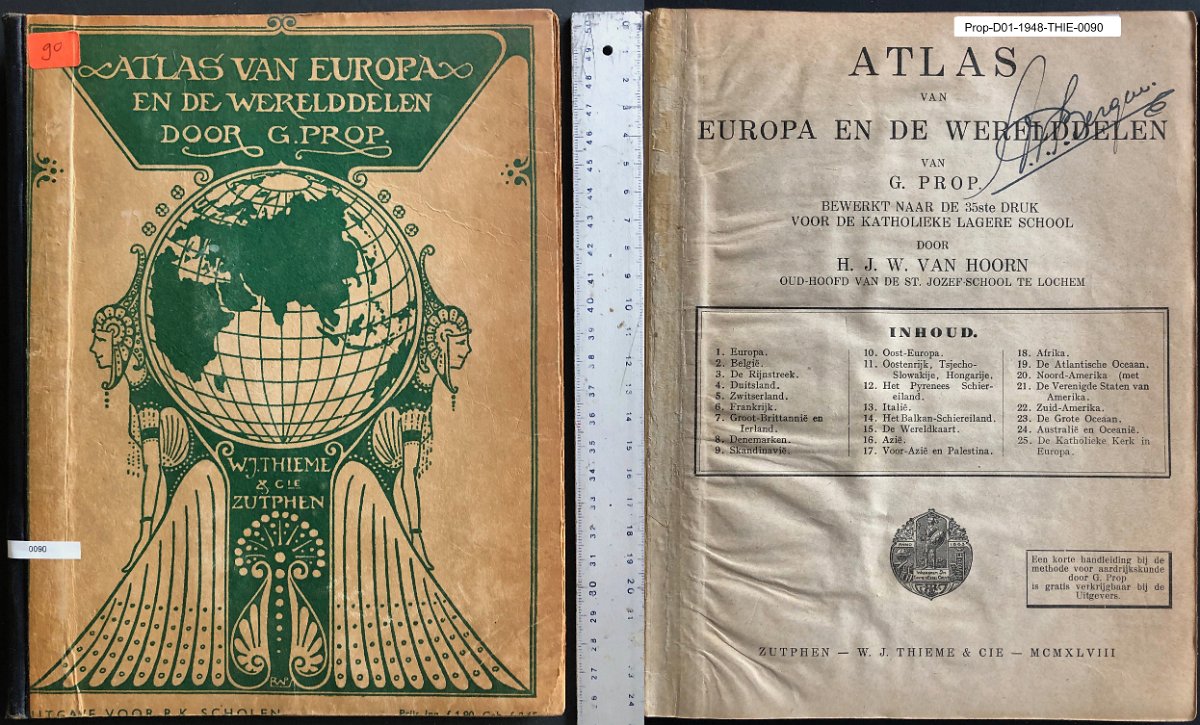 90
ATLAS VAN EUROPA
EN DE WERELDDELEN
DOOR G. PROP.
W.J. THIEME
& CIE
ZUTPHEN
0090
UITGAVE VOOR R.K. SCHOLEN
Prijs Ing. f 1.90
Prop-D01-1948-THIE-0090
ATLAS
VAN
EUROPA EN DE WERELDDELEN
VAN
G. PROP.
BEWERKT NAAR DE 35ste DRUK
VOOR DE KATHOLIEKE LAGERE SCHOOL
DOOR
H. J. W. VAN HOORN
OUD-HOOFD VAN DE ST. JOZEF-SCHOOL TE LOCHEM
INHOUD.
1. Europa.
2. België.
3. De Rijnstreek.
4. Duitsland.
5. Zwitserland.
6. Frankrijk.
7. Groot-Brittannië en
Ierland.
8. Denemarken.
9. Skandinavië.
10. Oost-Europa.
11. Oostenrijk, Tsjecho-
Slowakije, Hongarije.
12. Het Pyrenees Schier-
eiland.
13. Italië.
14. Het Balkan-Schiereiland.
15. De Wereldkaart.
16. Azië.
17. Voor-Azië en Palestina.
18. Afrika.
19. De Atlantische Oceaan.
20. Noord-Amerika (met
21. De Verenigde Staten van
Amerika.
22. Zuid-Amerika.
23. De Grote Oceaan.
24. Australië en Oceanië.
25. De Katholieke Kerk in
Europa.
Een korte handleiding bij de
methode voor aardrijkskunde
door G. Prop
is gratis verkrijgbaar bij de
Uitgevers.
ZUTPHEN — W. J. THIEME & CIE — MCMXLVIII